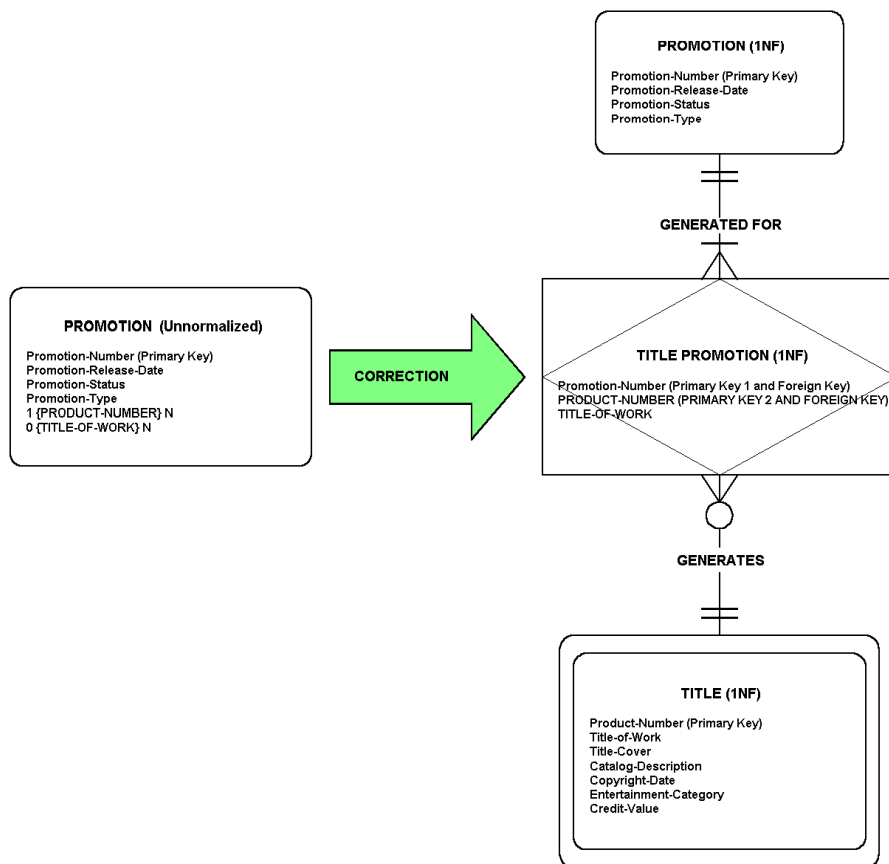 PROMOTION (1NF)
Promotion-Number (Primary Key)
Promotion-Release-Date
Promotion-Status
Promotion-Type
GENERATED FOR
PROMOTION (Unnormalized)
Promotion-Number (Primary Key)
Promotion-Release-Date
Promotion-Status
Promotion-Type
1 {PRODUCT-NUMBER} N
0 {TITLE-OF-WORK} N
CORRECTION
TITLE PROMOTION (1NF)
Promotion-Number (Primary Key 1 and Foreign Key)
PRODUCT-NUMBER (PRIMARY KEY 2 AND FOREIGN KEY)
TITLE-OF-WORK
GENERATES
TITLE (1NF)
Product-Number (Primary Key)
Title-of-Work
Title-Cover
Catalog-Description
Copyright-Date
Entertainment-Category
Credit-Value